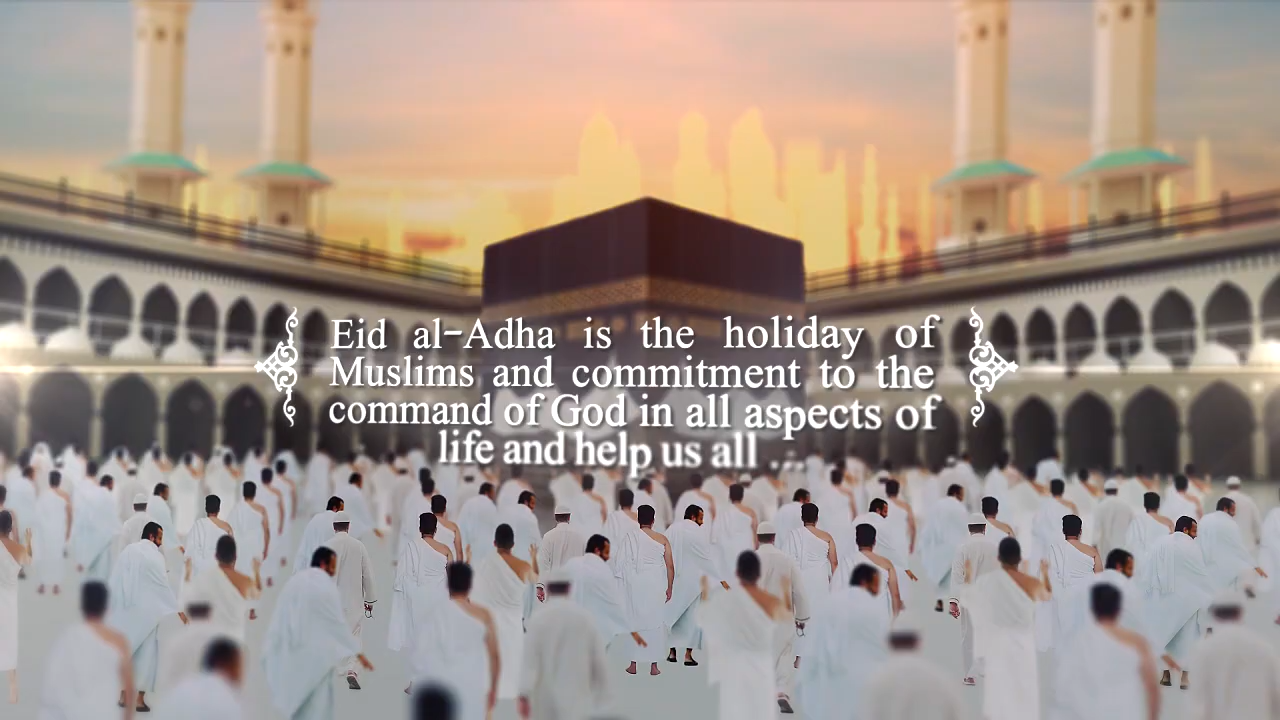 Eid al-Adha is the holiday of
Muslims and commitment to the
command of God in all aspects of
life and help us all ...